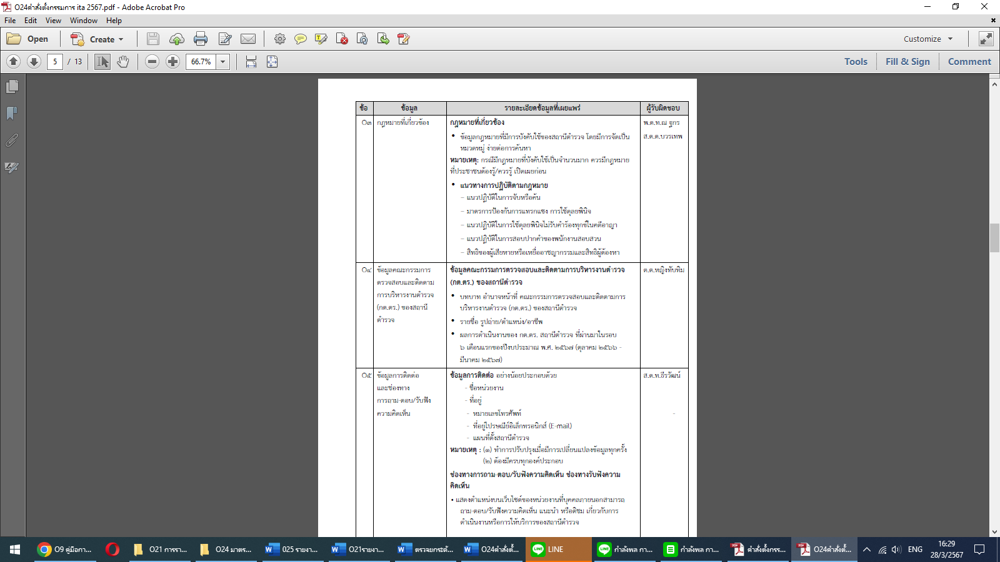 O24คำสั่งตั้งกรรมการ ita 2567.pdf - Adobe Acrobat Pro
File Edit View Window Help
Open Create Customize
5 / 13 66.7% Tools Fill & Sign Comment
ข้อ ข้อมูล รายละเอียดข้อมูลที่เผยแพร่ ผู้รับผิดชอบ
O๓ กฎหมายที่เกี่ยวข้อง กฎหมายที่เกี่ยวข้อง พ.ต.ท.ณ ฐกร
• ข้อมูลกฎหมายที่มีการบังคับใช้ของสถานีตำรวจ โดยมีการจัดเป็น ส.ต.ต.บวรเทพ
หมวดหมู่ ง่ายต่อการค้นหา
หมายเหตุ: กรณีมีกฎหมายที่บังคับใช้เป็นจำนวนมาก ควรมีกฎหมาย
ที่ประชาชนต้องรู้/ควรรู้ เปิดเผยก่อน
• แนวทางการปฏิบัติตามกฎหมาย
– แนวปฏิบัติในการจับหรือค้น
– มาตรการป้องกันการแทรกแซง การใช้ดุลยพินิจ
– แนวปฏิบัติในการใช้ดุลยพินิจไม่รับคำร้องทุกข์ในคดีอาญา
– แนวปฏิบัติในการสอบปากคำของพนักงานสอบสวน
– สิทธิของผู้เสียหายหรือเหยื่ออาชญากรรมและสิทธิผู้ต้องหา
O๔ ข้อมูลคณะกรรมการ ข้อมูลคณะกรรมการตรวจสอบและติดตามการบริหารงานตำรวจ ด.ต.หญิงทับทิม
ตรวจสอบและติดตาม (กต.ตร.) ของสถานีตำรวจ
การบริหารงานตำรวจ • บทบาท อำนาจหน้าที่ คณะกรรมการตรวจสอบและติดตามการ
(กต.ตร.) ของสถานี บริหารงานตำรวจ (กต.ตร.) ของสถานีตำรวจ
ตำรวจ • รายชื่อ รูปถ่าย/ตำแหน่ง/อาชีพ
• ผลการดำเนินงานของ กต.ตร. สถานีตำรวจ ที่ผ่านมาในรอบ
๖ เดือนแรกของปีงบประมาณ พ.ศ. ๒๕๖๗ (ตุลาคม ๒๕๖๖ -
มีนาคม ๒๕๖๗)
O๕ ข้อมูลการติดต่อ ข้อมูลการติดต่อ อย่างน้อยประกอบด้วย ส.ต.ท.ธีรวัฒน์
และช่องทาง - ชื่อหน่วยงาน
การถาม-ตอบ/รับฟัง - ที่อยู่
ความคิดเห็น - หมายเลขโทรศัพท์ -
- ที่อยู่ไปรษณีย์อิเล็กทรอนิกส์ (E-mail)
- แผนที่ตั้งสถานีตำรวจ
หมายเหตุ : (๑) ทำการปรับปรุงเมื่อมีการเปลี่ยนแปลงข้อมูลทุกครั้ง
(๒) ต้องมีครบทุกองค์ประกอบ
ช่องทางการถาม-ตอบ/รับฟังความคิดเห็น ช่องทางรับฟังความ
คิดเห็น
• แสดงตำแหน่งบนเว็บไซต์ของหน่วยงานที่บุคคลภายนอกสามารถ
ถาม-ตอบ/รับฟังความคิดเห็น แนะนำ หรือติชม เกี่ยวกับการ
ดำเนินงานหรือการให้บริการของสถานีตำรวจ
O9 คู่มือกา... O21 การรา... O24 มาตร... 025 รายงา... O21รายงา... ตรวจยกระดั... O24คำสั่งตั้... LINE กำลังพล กา... กำลังพล กา... คำสั่งตั้งกรร... O24คำสั่งตั้... ENG 16:29
28/3/2567